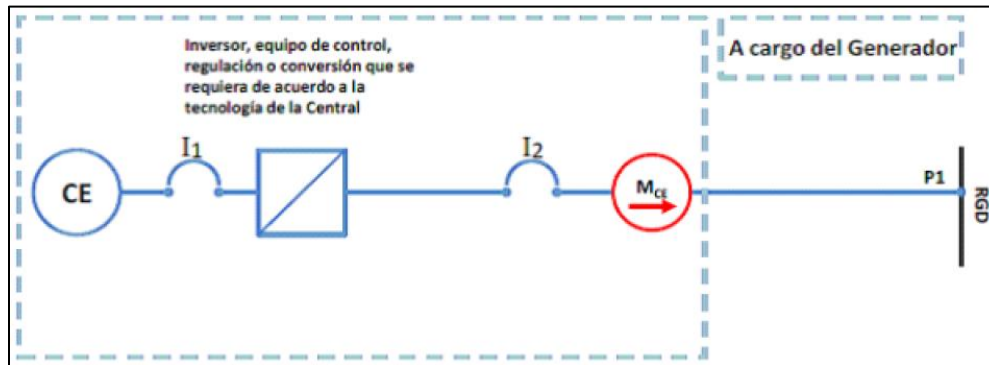 Inversor, equipo de control,
regulación o conversión que se
requiera de acuerdo a la
tecnología de la Central
A cargo del Generador
I1
I2
CE
MCE
P1
RGD